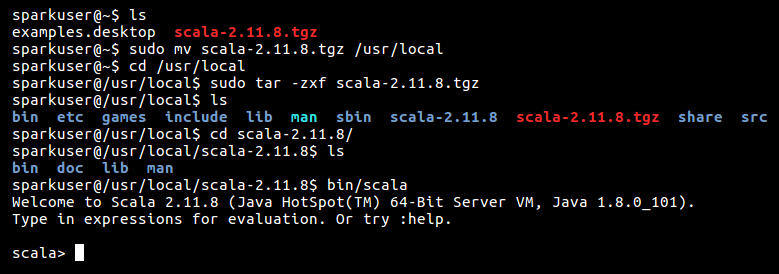 sparkuser@~$ ls
examples.desktop  scala-2.11.8.tgz
sparkuser@~$ sudo mv scala-2.11.8.tgz /usr/local
sparkuser@~$ cd /usr/local
sparkuser@/usr/local$ sudo tar -zxf scala-2.11.8.tgz
sparkuser@/usr/local$ ls
bin  etc  games  include  lib  man  sbin  scala-2.11.8  scala-2.11.8.tgz  share  src
sparkuser@/usr/local$ cd scala-2.11.8/
sparkuser@/usr/local/scala-2.11.8$ ls
bin  doc  lib  man
sparkuser@/usr/local/scala-2.11.8$ bin/scala
Welcome to Scala 2.11.8 (Java HotSpot(TM) 64-Bit Server VM, Java 1.8.0_101).
Type in expressions for evaluation. Or try :help.
scala>